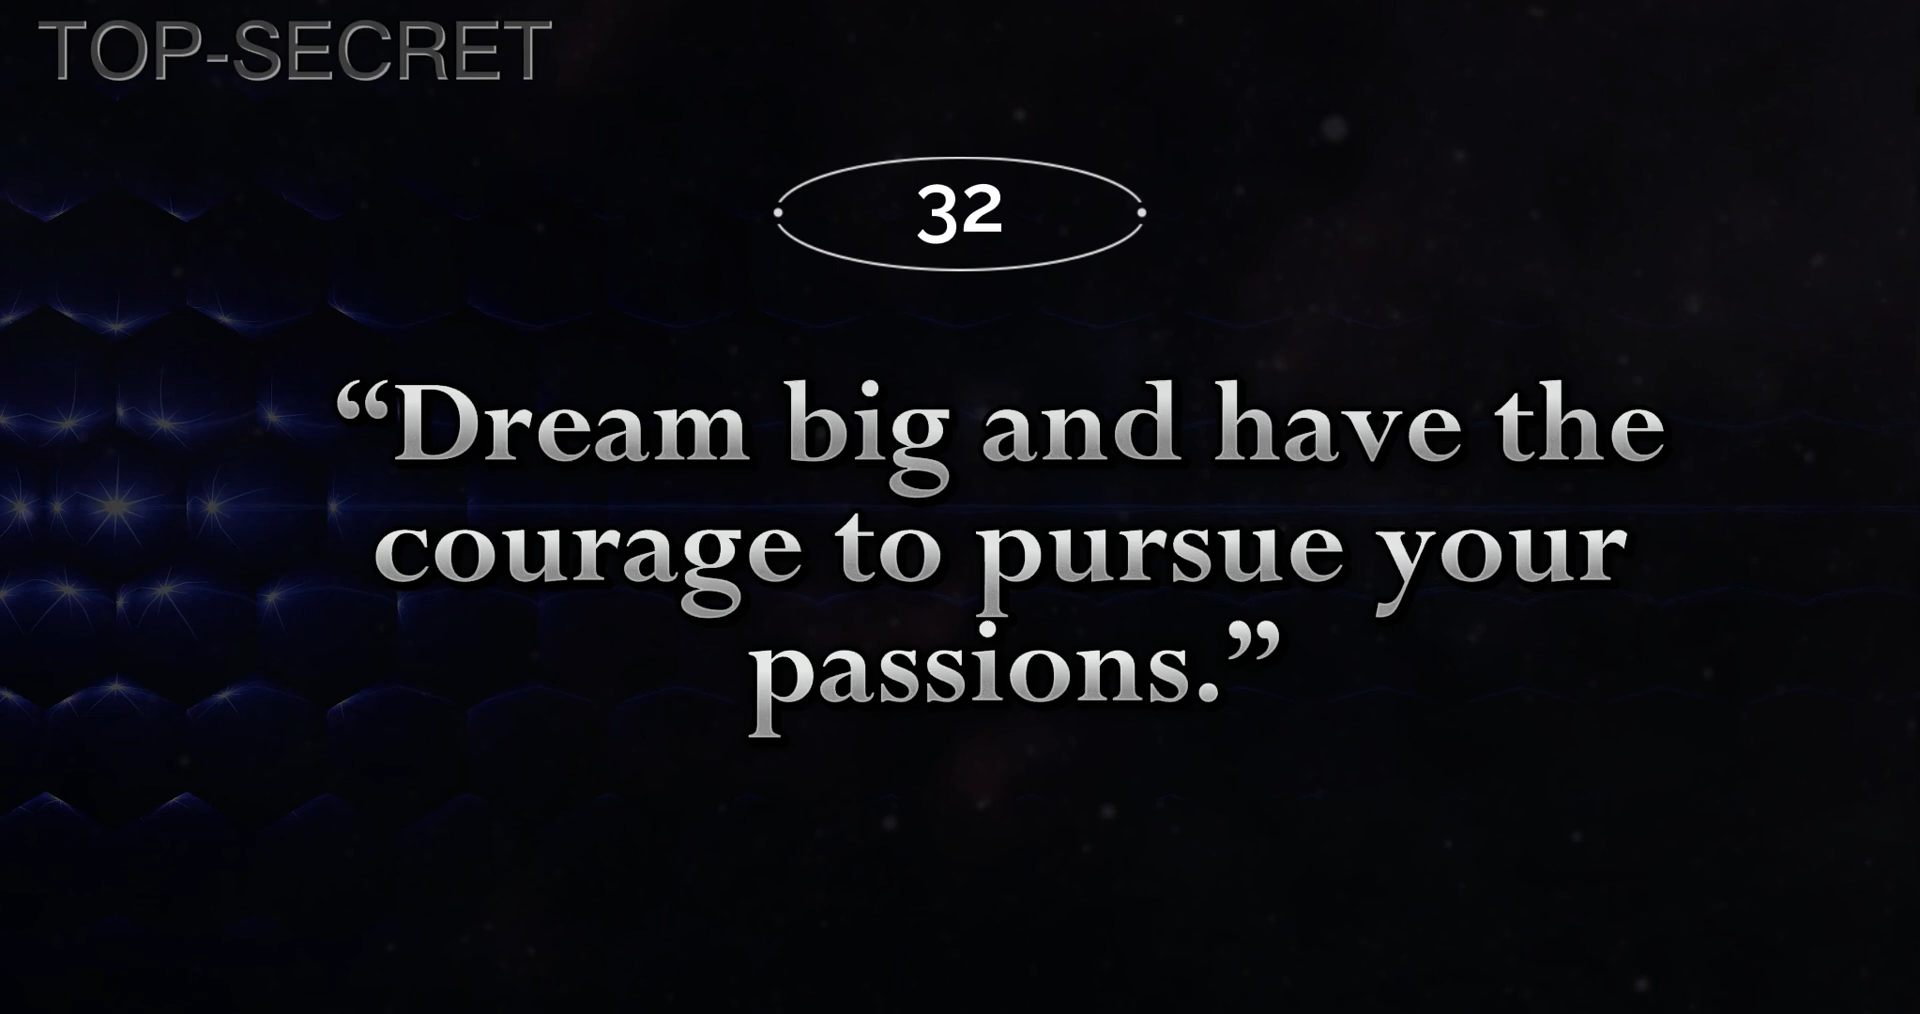 TOP-SECRET
32
“Dream big and have the
courage to pursue your
passions.”